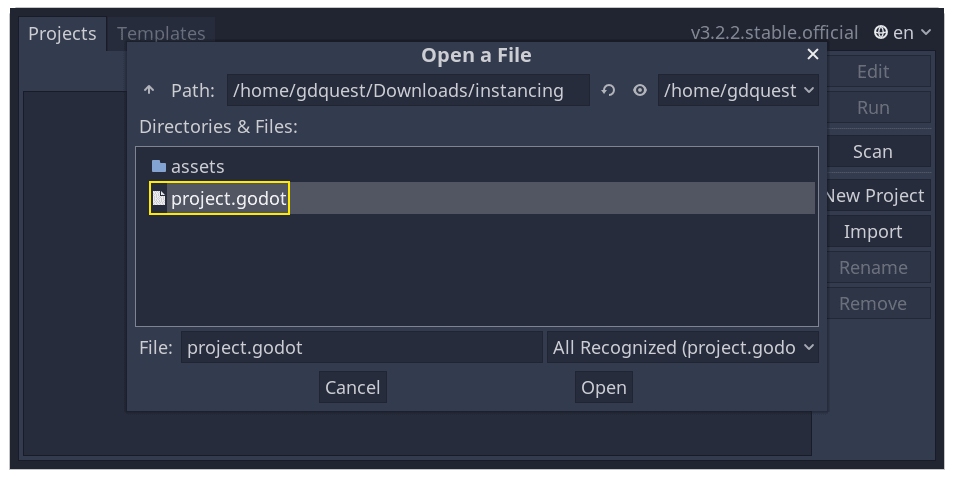 Projects Templates v3.2.2.stable.official en
Open a File
Path: /home/gdquest/Downloads/instancing /home/gdquest
Directories & Files:
assets
project.godot
File: project.godot All Recognized (project.godo
Cancel Open
Edit
Run
Scan
New Project
Import
Rename
Remove